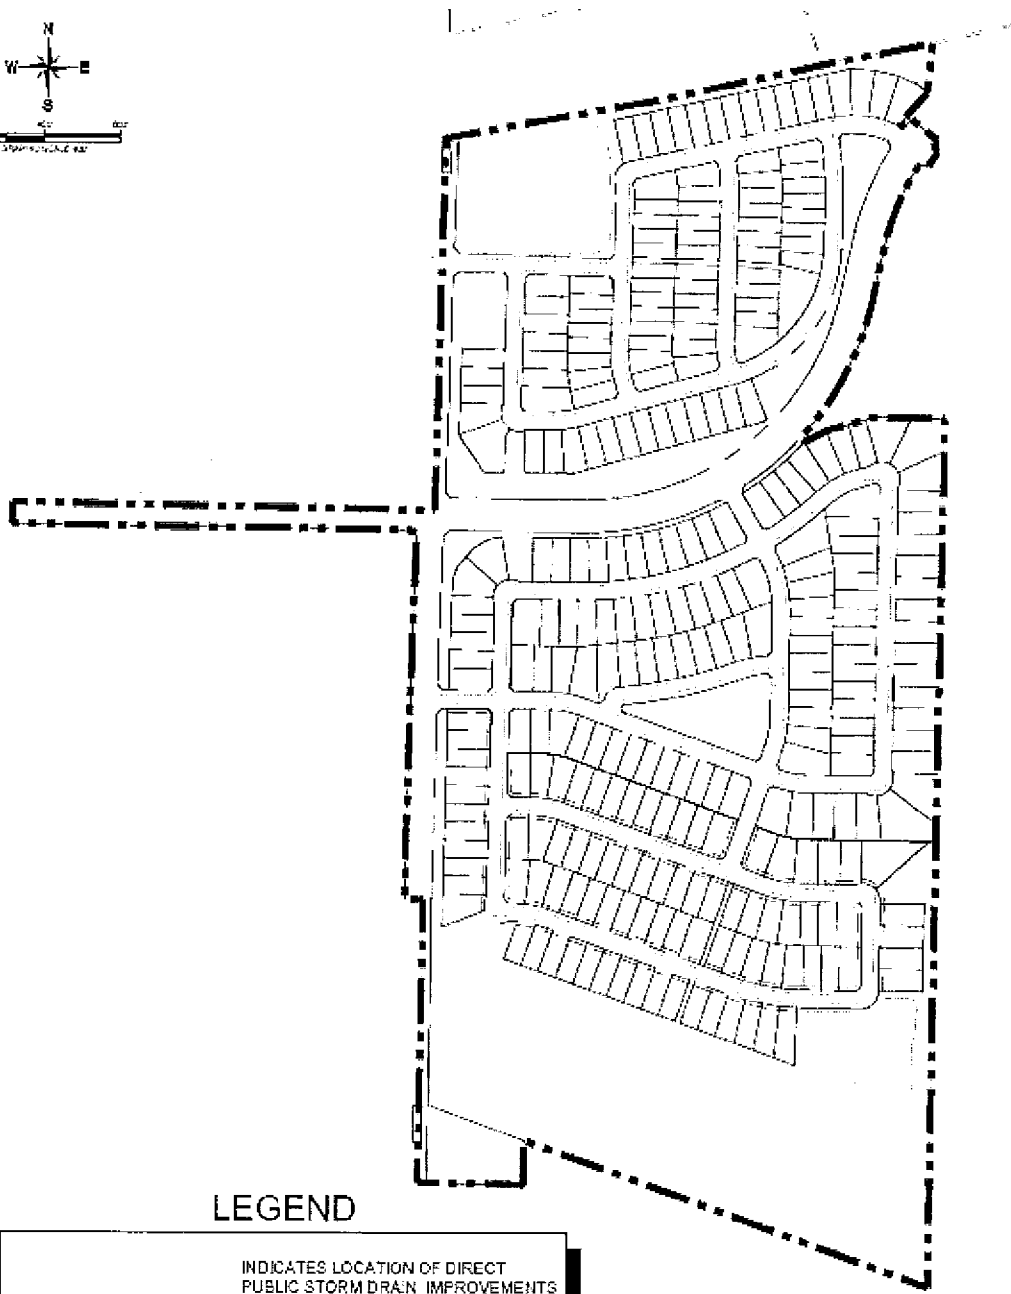 N
W E
S
LEGEND
INDICATES LOCATION OF DIRECT
PUBLIC STORM DRAIN IMPROVEMENTS